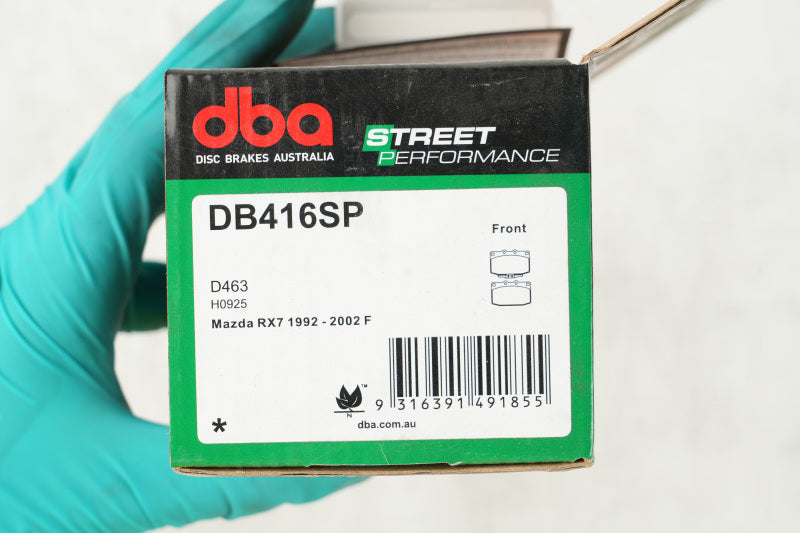 dba
DISC BRAKES AUSTRALIA
STREET
PERFORMANCE
DB416SP
Front
D463
H0925
Mazda RX7 1992 - 2002 F
™
N
9 316391 491855
*
dba.com.au